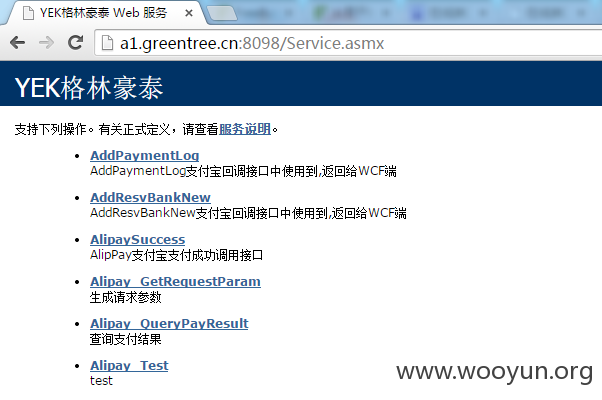 YEK格林豪泰 Web 服务
a1.greentree.cn:8098/Service.asmx
YEK格林豪泰
支持下列操作。有关正式定义，请查看服务说明。
AddPaymentLog
AddPaymentLog支付宝回调接口中使用到,返回给WCF端
AddResvBankNew
AddResvBankNew支付宝回调接口中使用到,返回给WCF端
AlipaySuccess
AlipPay支付宝支付成功调用接口
Alipay_GetRequestParam
生成请求参数
Alipay_QueryPayResult
查询支付结果
Alipay_Test
test
www.wooyun.org